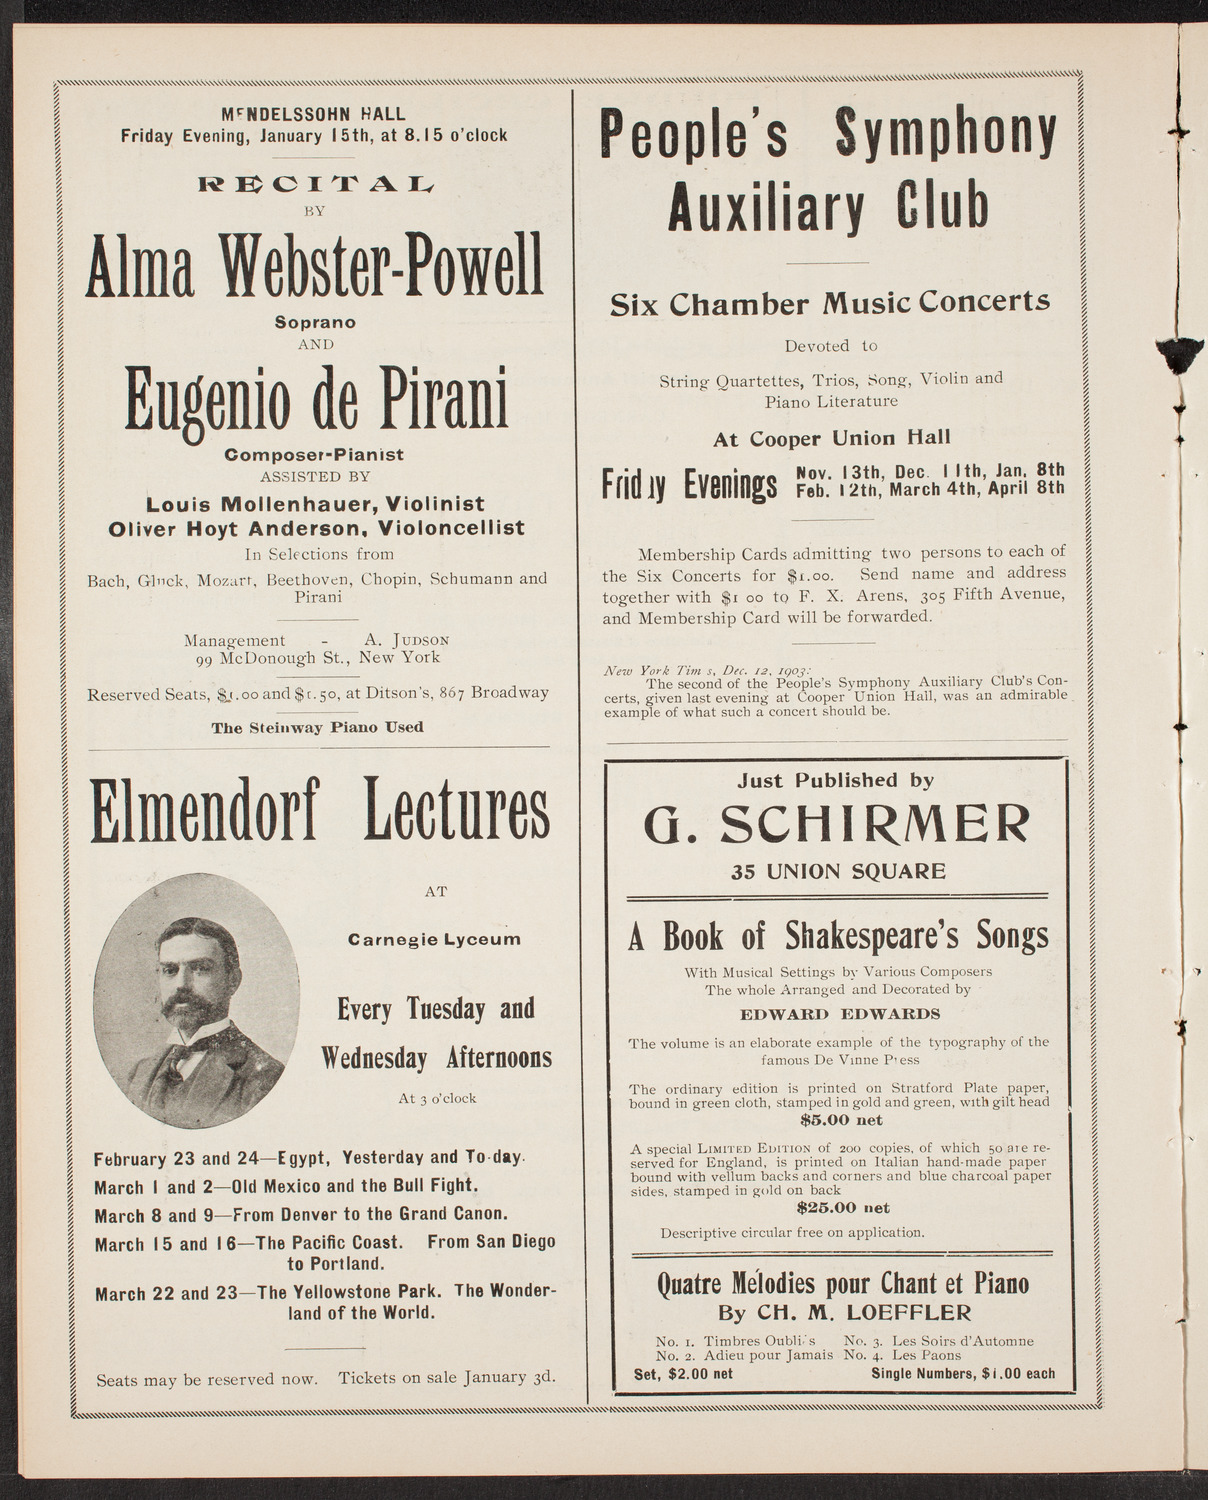 MENDELSSOHN HALL
Friday Evening, January 15th, at 8.15 o'clock
RECITAL
BY
Alma Webster-Powell
Soprano
AND
Eugenio de Pirani
Composer-Pianist
ASSISTED BY
Louis Mollenhauer, Violinist
Oliver Hoyt Anderson, Violoncellist
In Selections from
Bach, Gluck, Mozart, Beethoven, Chopin, Schumann and
Pirani
Management - A. JUDSON
99 McDonough St., New York
Reserved Seats, $1.00 and $1.50, at Ditson's, 867 Broadway
The Steinway Piano Used
Elmendorf Lectures
AT
Carnegie Lyceum
Every Tuesday and
Wednesday Afternoons
At 3 o'clock
February 23 and 24—Egypt, Yesterday and To-day.
March 1 and 2—Old Mexico and the Bull Fight.
March 8 and 9—From Denver to the Grand Canon.
March 15 and 16—The Pacific Coast. From San Diego
to Portland.
March 22 and 23—The Yellowstone Park. The Wonder-
land of the World.
Seats may be reserved now. Tickets on sale January 3d.
People's Symphony
Auxiliary Club
Six Chamber Music Concerts
Devoted to
String Quartettes, Trios, Song, Violin and
Piano Literature
At Cooper Union Hall
Friday Evenings Nov. 13th, Dec. 11th, Jan. 8th
Feb. 12th, March 4th, April 8th
Membership Cards admitting two persons to each of
the Six Concerts for $1.00. Send name and address
together with $1 00 to F. X. Arens, 305 Fifth Avenue,
and Membership Card will be forwarded.
New York Tim s, Dec. 12, 1903:
The second of the People's Symphony Auxiliary Club's Con-
certs, given last evening at Cooper Union Hall, was an admirable
example of what such a concert should be.
Just Published by
G. SCHIRMER
35 UNION SQUARE
A Book of Shakespeare's Songs
With Musical Settings by Various Composers
The whole Arranged and Decorated by
EDWARD EDWARDS
The volume is an elaborate example of the typography of the
famous De Vinne Press
The ordinary edition is printed on Stratford Plate paper,
bound in green cloth, stamped in gold and green, with gilt head
$5.00 net
A special LIMITED EDITION of 200 copies, of which 50 are re-
served for England, is printed on Italian hand-made paper
bound with vellum backs and corners and blue charcoal paper
sides, stamped in gold on back
$25.00 net
Descriptive circular free on application.
Quatre Mélodies pour Chant et Piano
By CH. M. LOEFFLER
No. 1. Timbres Oubliés No. 3. Les Soirs d'Automne
No. 2. Adieu pour Jamais No. 4. Les Paons
Set, $2.00 net Single Numbers, $1.00 each